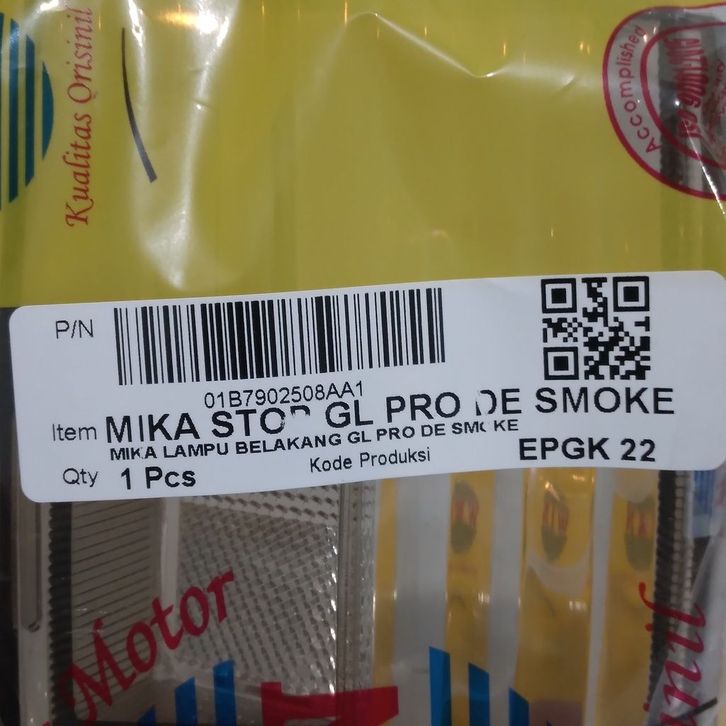 Kualitas Orisinil
Accomplished
P/N
01B7902508AA1
Item MIKA STOP GL PRO DE SMOKE
MIKA LAMPU BELAKANG GL PRO DE SMOKE
Qty 1 Pcs
Kode Produksi
EPGK 22
Motor